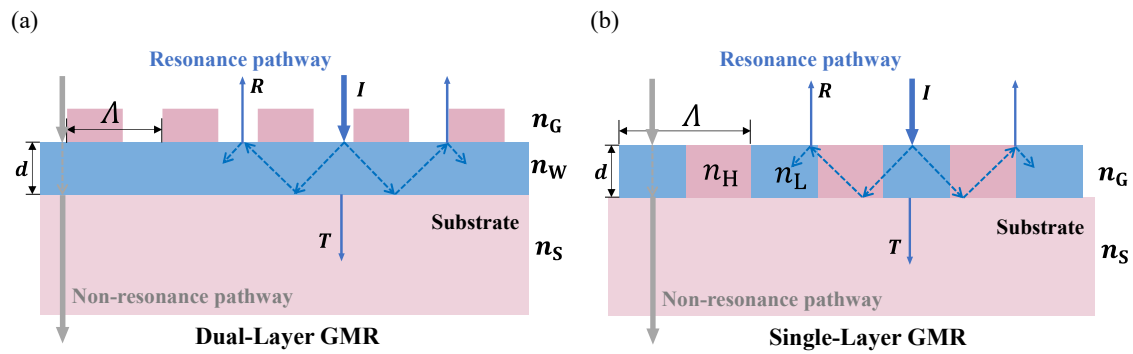 (a)
Resonance pathway
R
I
Λ
n_G
d
n_W
Substrate
T
n_S
Non-resonance pathway
Dual-Layer GMR
(b)
Resonance pathway
R
I
Λ
d
n_H
n_L
n_G
Substrate
T
n_S
Non-resonance pathway
Single-Layer GMR